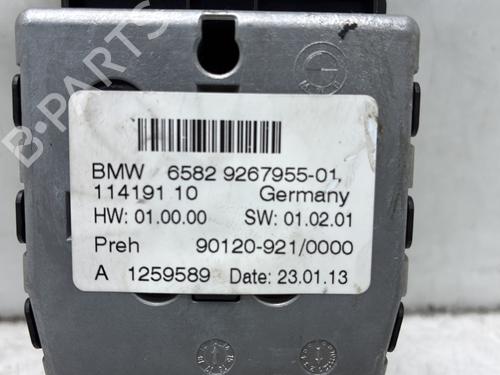 B-PARTS
BMW 6582 9267955-01,
114191 10 Germany
HW: 01.00.00 SW: 01.02.01
Preh 90120-921/0000
A 1259589 Date: 23.01.13